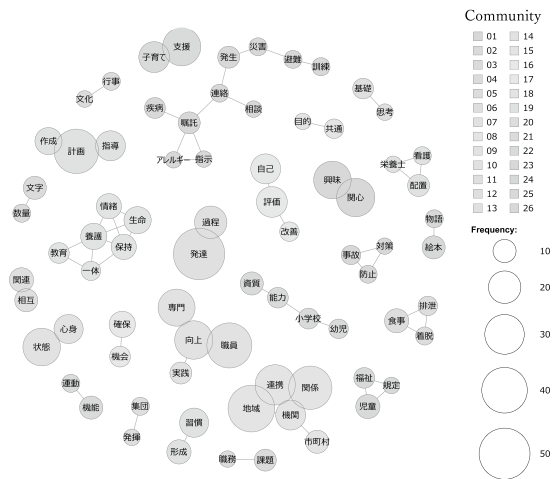 Community
01 14
02 15
03 16
04 17
05 18
06 19
07 20
08 21
09 22
10 23
11 24
12 25
13 26
Frequency:
10
20
30
40
50
支援
子育て
発生
災害
避難
訓練
行事
文化
連絡
相談
疾病
嘱託
アレルギー
指示
基礎
思考
目的
共通
作成
計画
指導
自己
評価
改善
興味
関心
栄養士
看護
配置
文字
数量
情緒
生命
養護
保持
教育
一体
過程
発達
物語
絵本
事故
対策
防止
関連
相互
資質
能力
小学校
幼児
専門
向上
職員
実践
確保
機会
心身
状態
排泄
食事
着脱
運動
機能
集団
発揮
習慣
形成
連携
関係
地域
機関
市町村
福祉
規定
児童
職務
課題